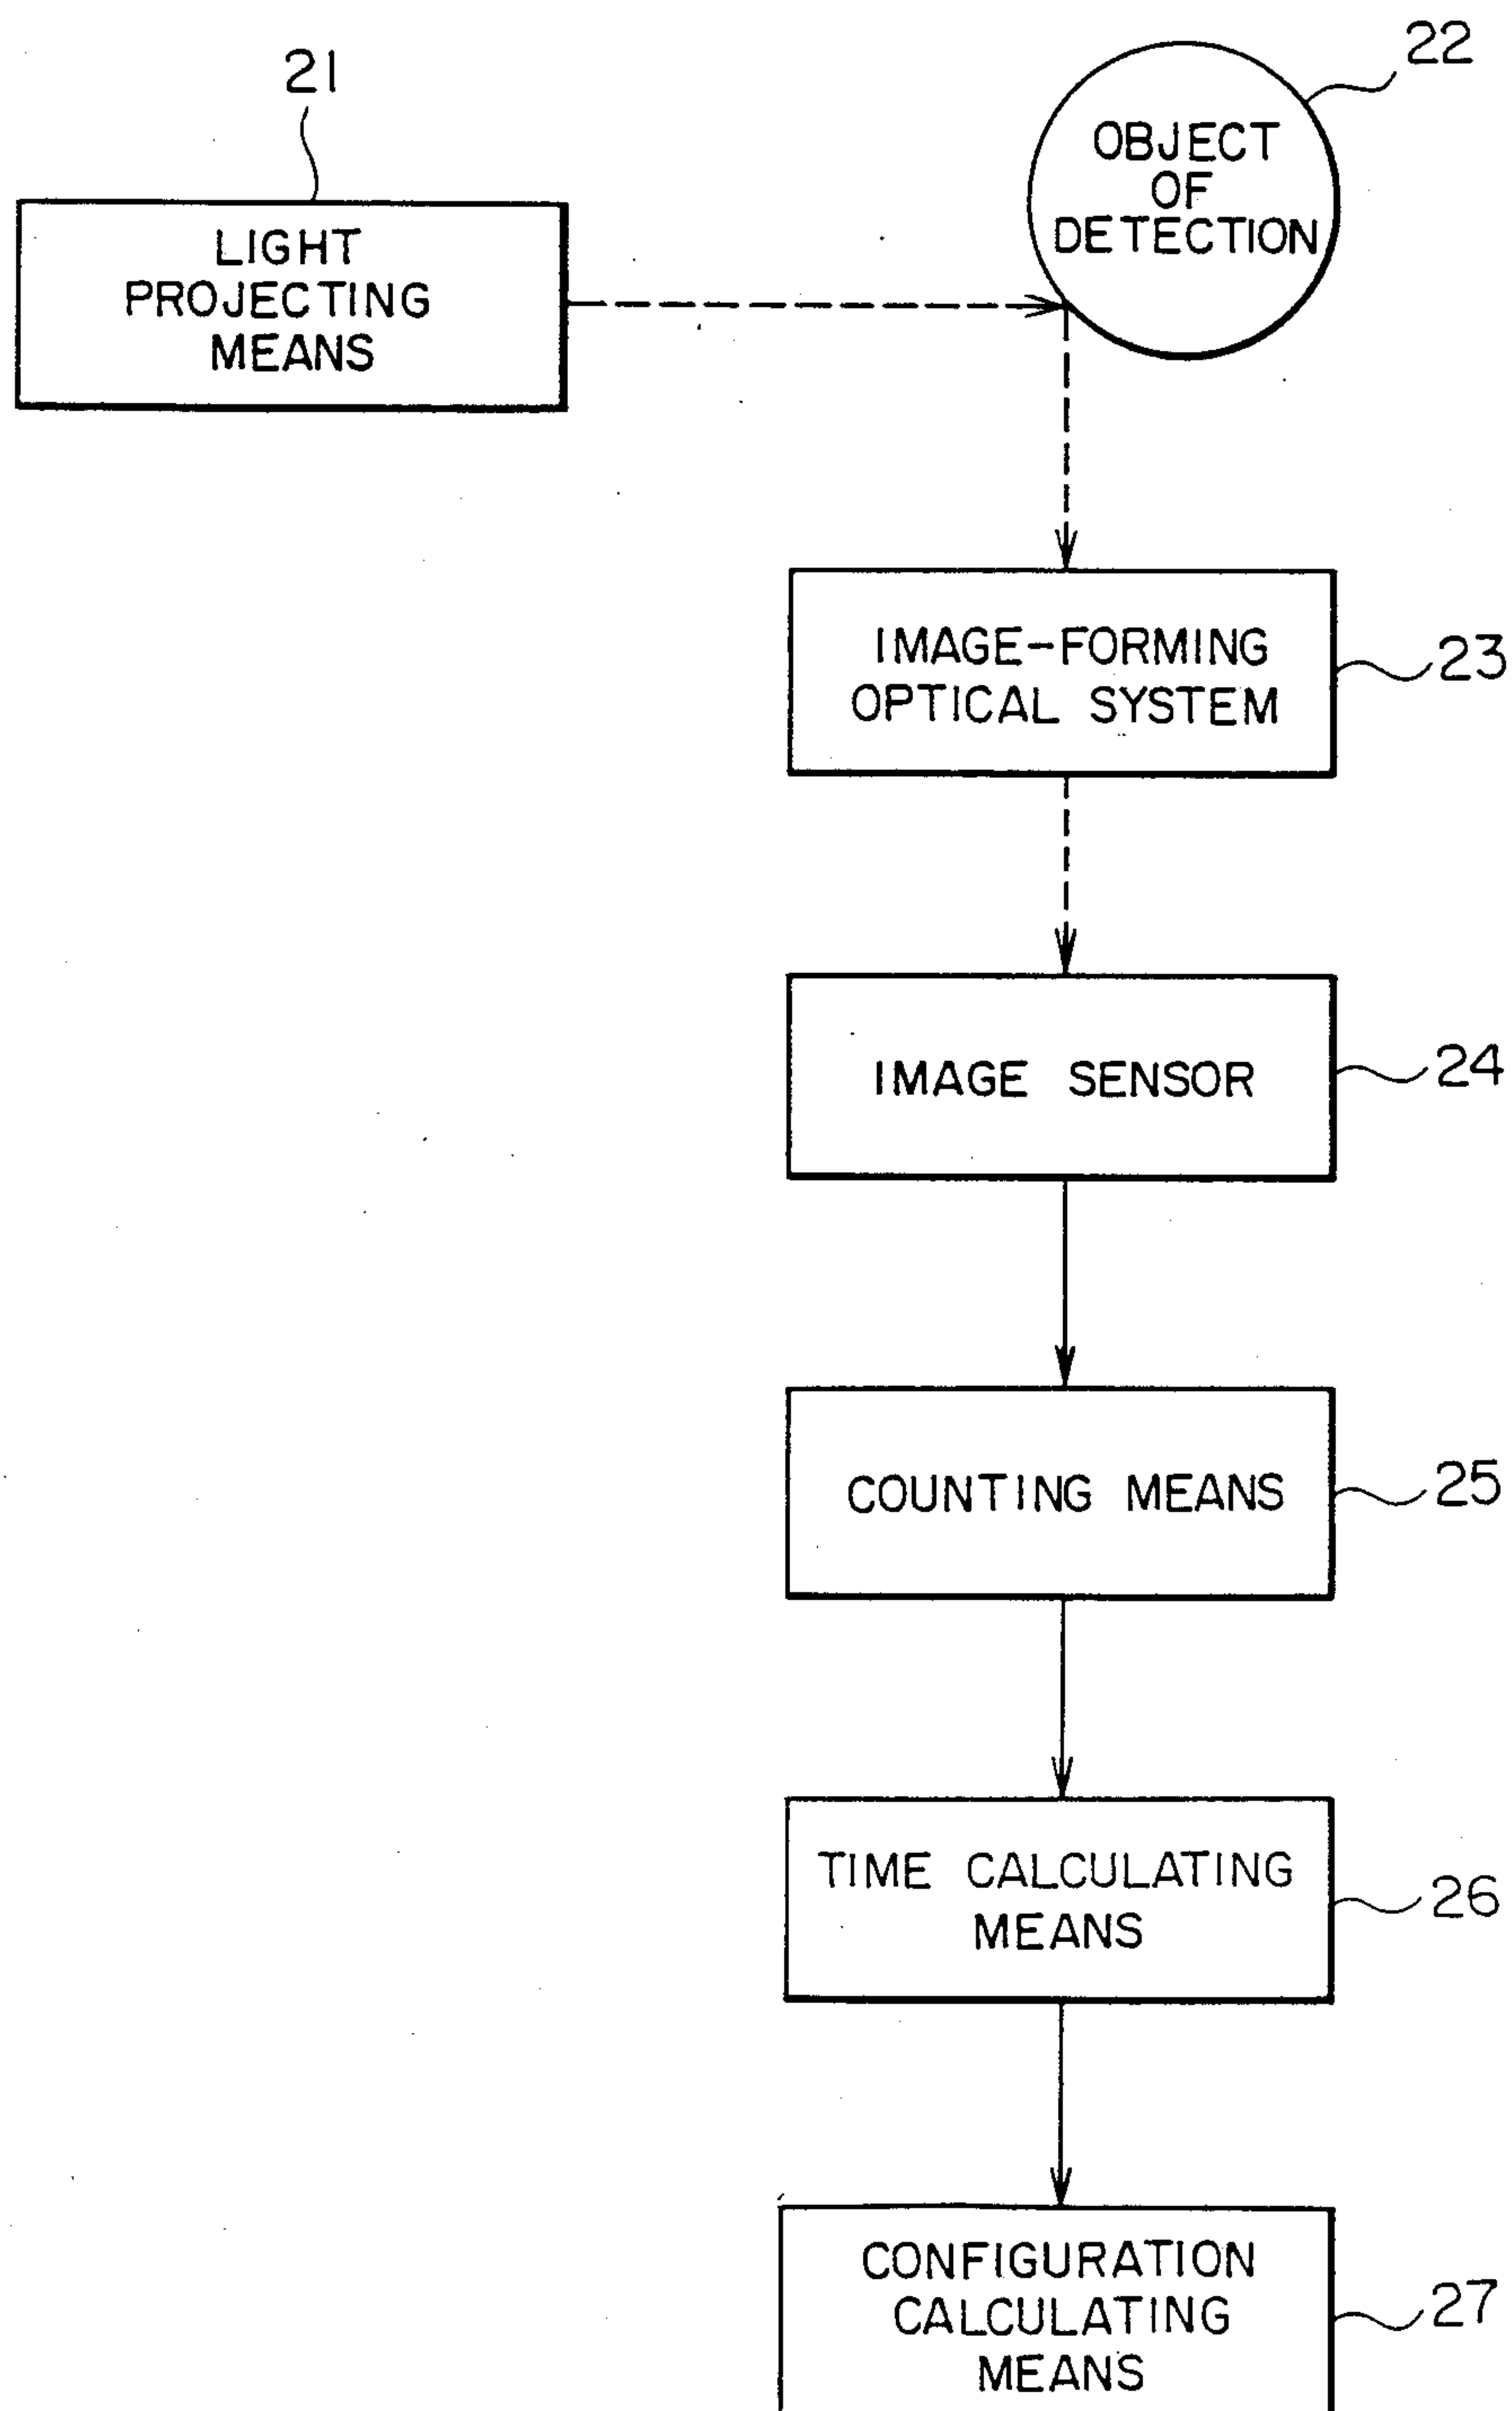 21
22
OBJECT
OF
DETECTION
LIGHT
PROJECTING
MEANS
IMAGE-FORMING
OPTICAL SYSTEM
23
IMAGE SENSOR
24
COUNTING MEANS
25
TIME CALCULATING
MEANS
26
CONFIGURATION
CALCULATING
MEANS
27